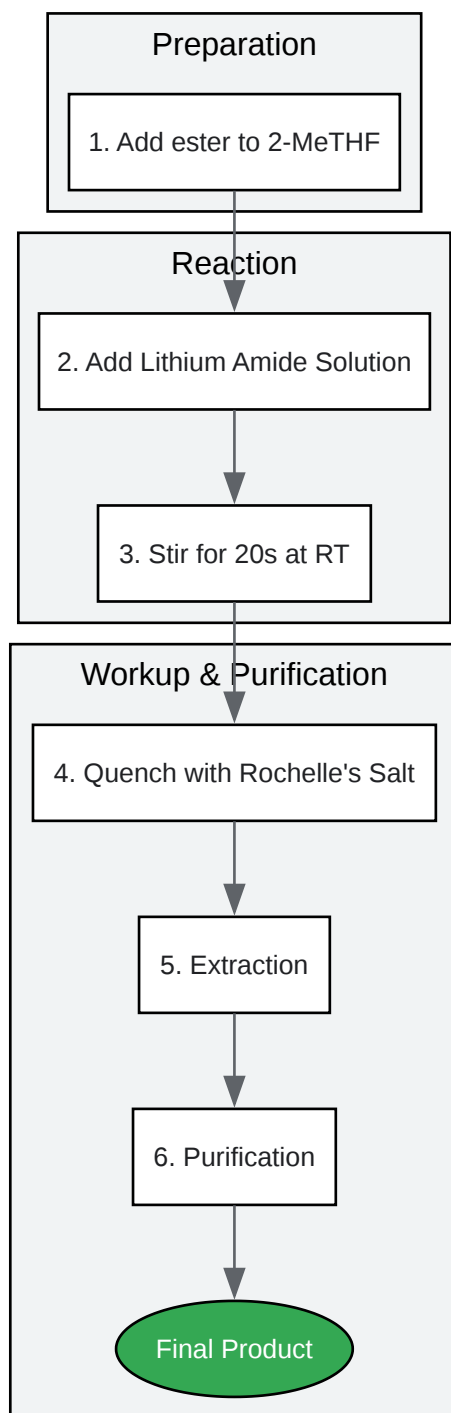 Preparation
1. Add ester to 2-MeTHF
Reaction
2. Add Lithium Amide Solution
3. Stir for 20s at RT
Workup & Purification
4. Quench with Rochelle's Salt
5. Extraction
6. Purification
Final Product